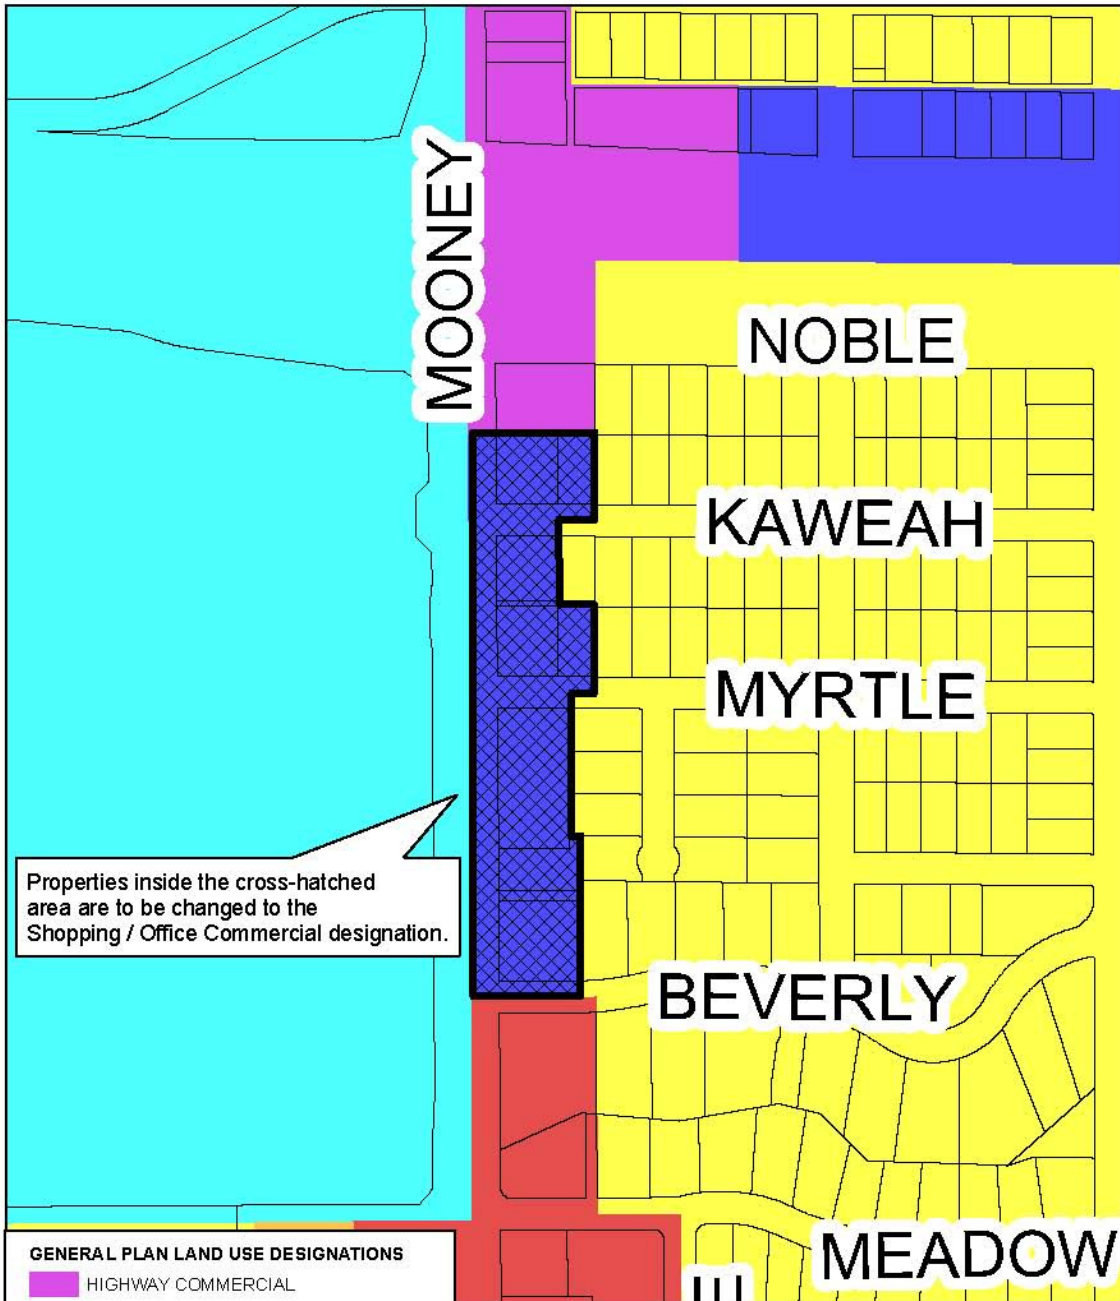 MOONEY
NOBLE
KAWEAH
MYRTLE
Properties inside the cross-hatched
area are to be changed to the
Shopping / Office Commercial designation.
BEVERLY
MEADOW
GENERAL PLAN LAND USE DESIGNATIONS
HIGHWAY COMMERCIAL